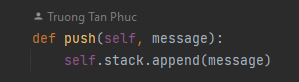 Truong Tan Phuc
def push(self, message):
    self.stack.append(message)